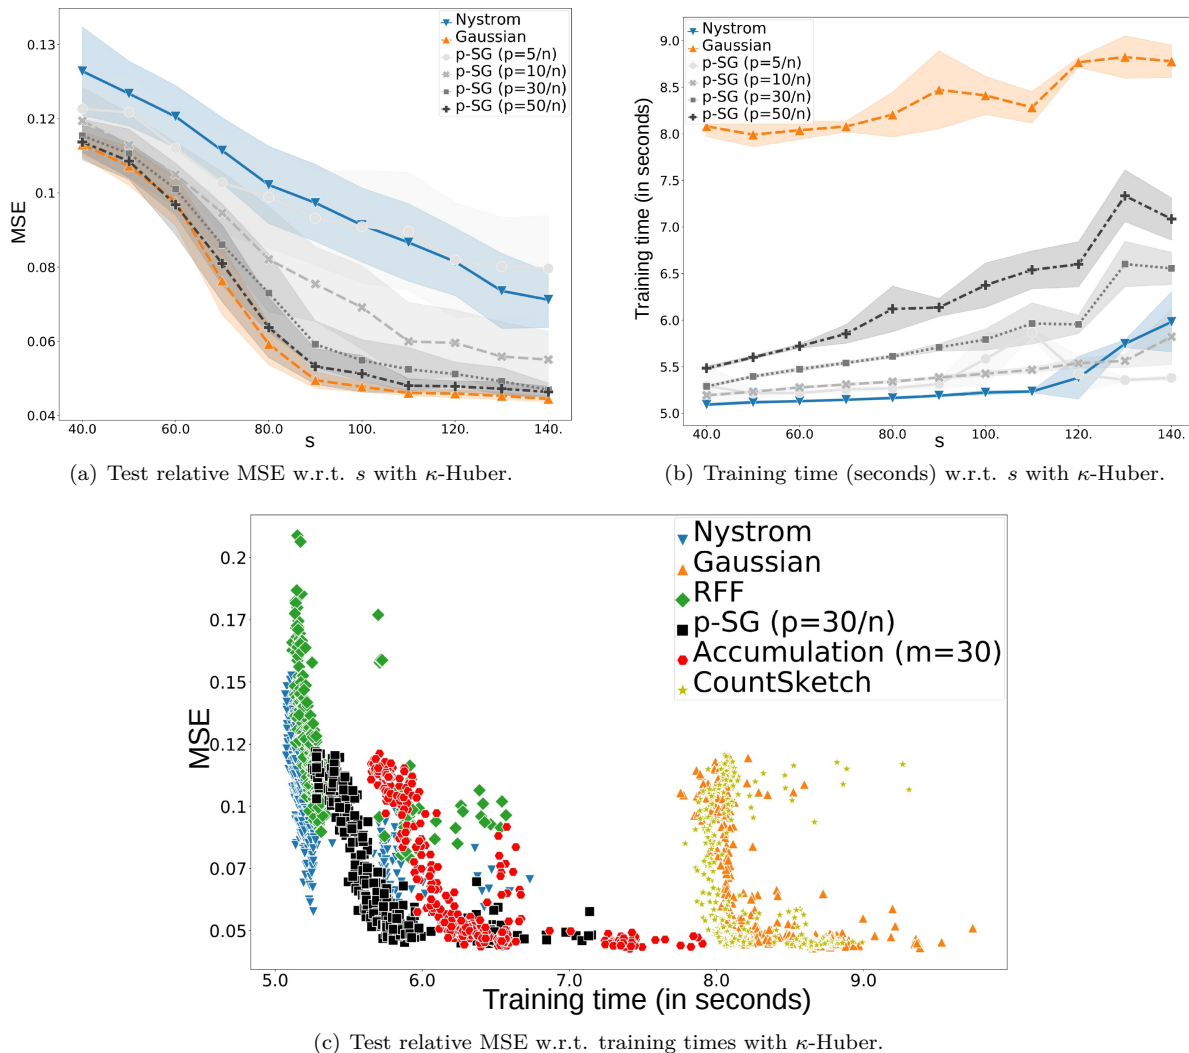 Nystrom
Gaussian
p-SG (p=5/n)
p-SG (p=10/n)
p-SG (p=30/n)
p-SG (p=50/n)
0.13
0.12
0.1
0.08
0.06
0.04
MSE
40.0 60.0 80.0 100. 120. 140.
s
(a) Test relative MSE w.r.t. s with κ-Huber.
Nystrom
Gaussian
p-SG (p=5/n)
p-SG (p=10/n)
p-SG (p=30/n)
p-SG (p=50/n)
9.0
8.5
8.0
7.5
7.0
6.5
6.0
5.5
5.0
Training time (in seconds)
40.0 60.0 80.0 100. 120. 140.
s
(b) Training time (seconds) w.r.t. s with κ-Huber.
Nystrom
Gaussian
RFF
p-SG (p=30/n)
Accumulation (m=30)
CountSketch
0.2
0.17
0.15
0.12
0.1
0.07
0.05
MSE
5.0 6.0 7.0 8.0 9.0
Training time (in seconds)
(c) Test relative MSE w.r.t. training times with κ-Huber.